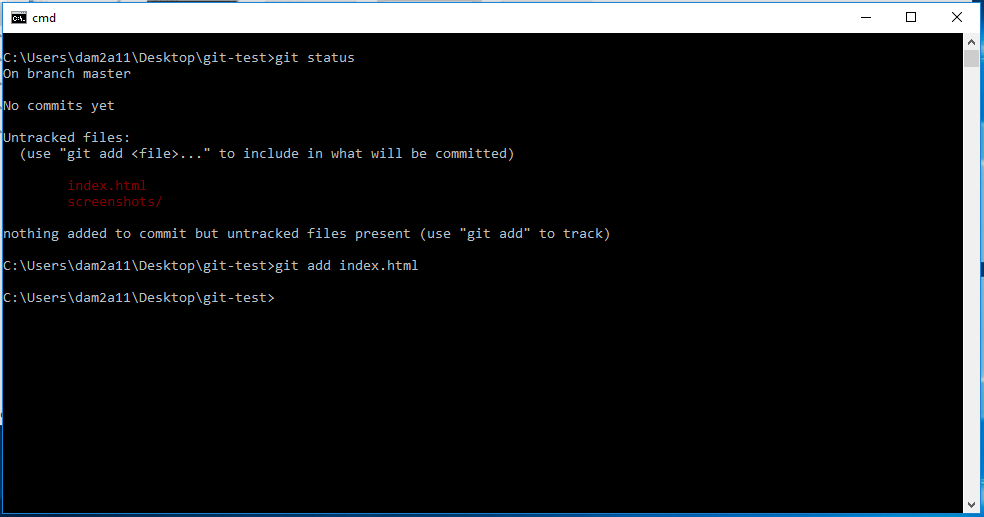 cmd
C:\Users\dam2a11\Desktop\git-test>git status
On branch master
No commits yet
Untracked files:
(use "git add <file>..." to include in what will be committed)
index.html
screenshots/
nothing added to commit but untracked files present (use "git add" to track)
C:\Users\dam2a11\Desktop\git-test>git add index.html
C:\Users\dam2a11\Desktop\git-test>